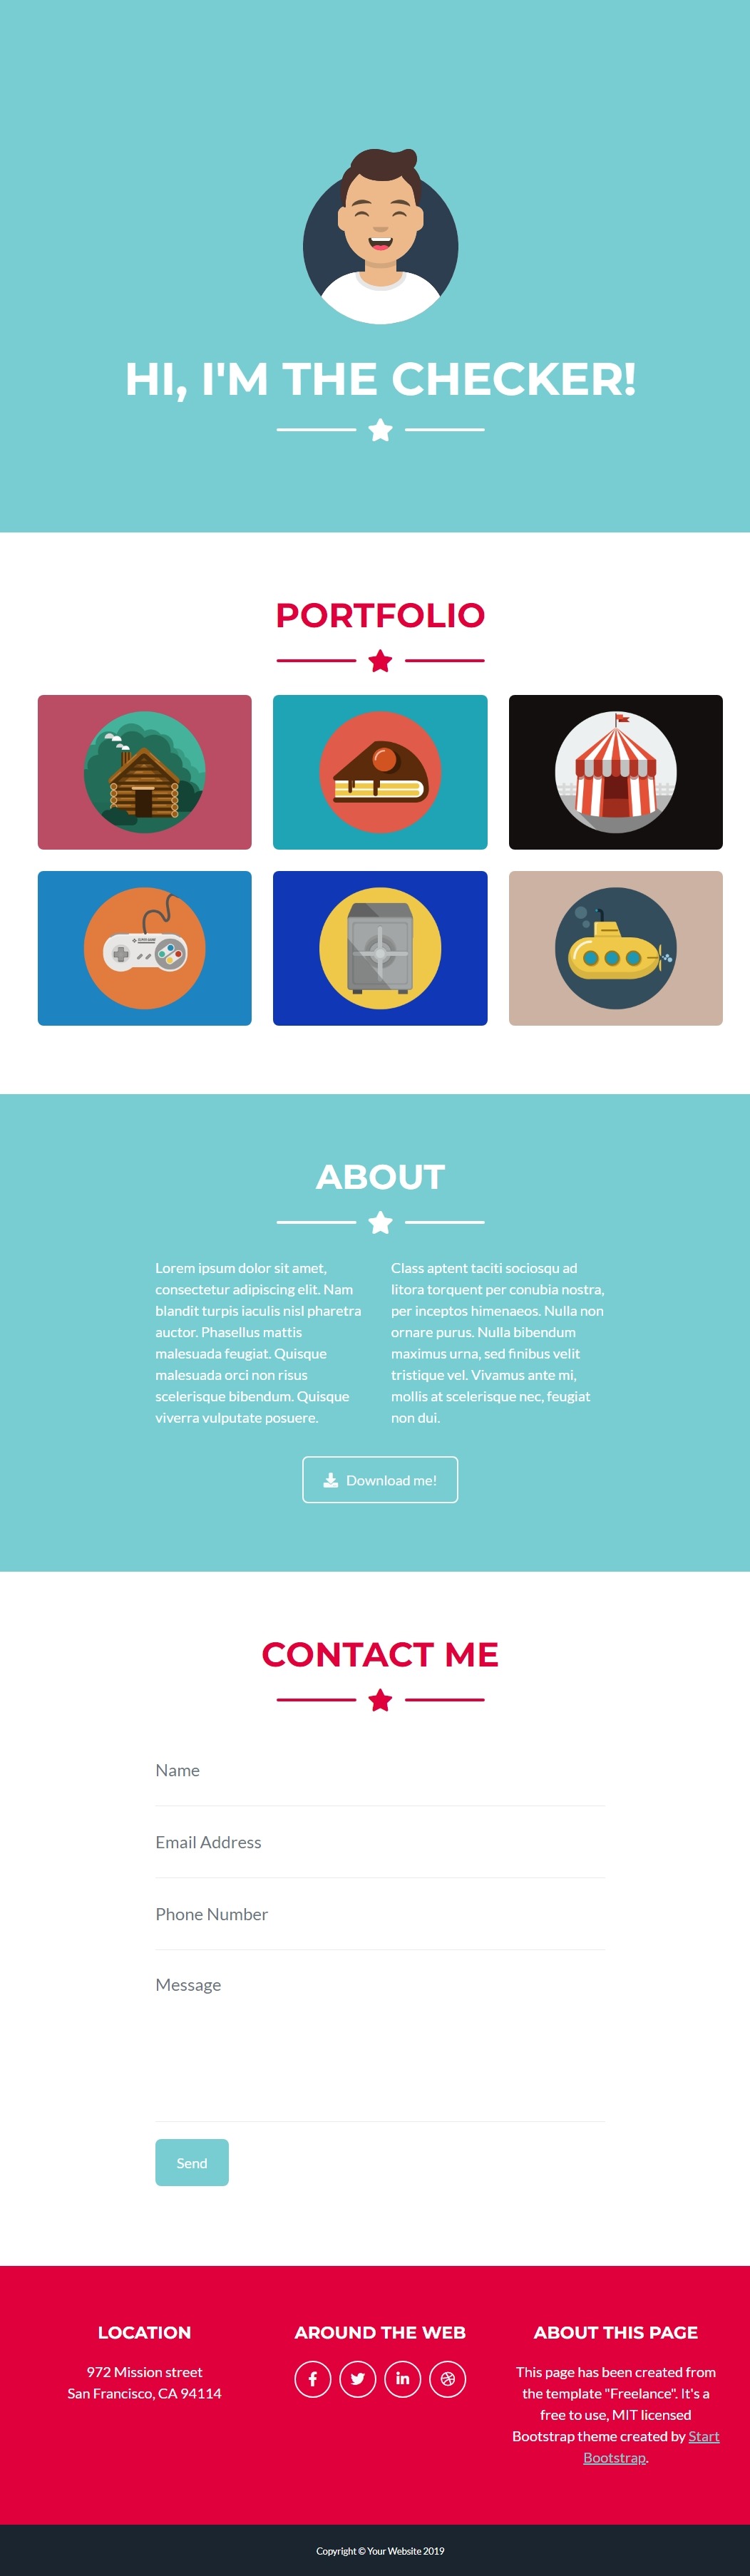 HI, I'M THE CHECKER!
PORTFOLIO
ABOUT
Lorem ipsum dolor sit amet,
consectetur adipiscing elit. Nam
blandit turpis iaculis nisl pharetra
auctor. Phasellus mattis
malesuada feugiat. Quisque
malesuada orci non risus
scelerisque bibendum. Quisque
viverra vulputate posuere.
Class aptent taciti sociosqu ad
litora torquent per conubia nostra,
per inceptos himenaeos. Nulla non
ornare purus. Nulla bibendum
maximus urna, sed finibus velit
tristique vel. Vivamus ante mi,
mollis at scelerisque nec, feugiat
non dui.
Download me!
CONTACT ME
Name
Email Address
Phone Number
Message
Send
LOCATION
972 Mission street
San Francisco, CA 94114
AROUND THE WEB
ABOUT THIS PAGE
This page has been created from
the template "Freelance". It's a
free to use, MIT licensed
Bootstrap theme created by Start
Bootstrap.
Copyright © Your Website 2019